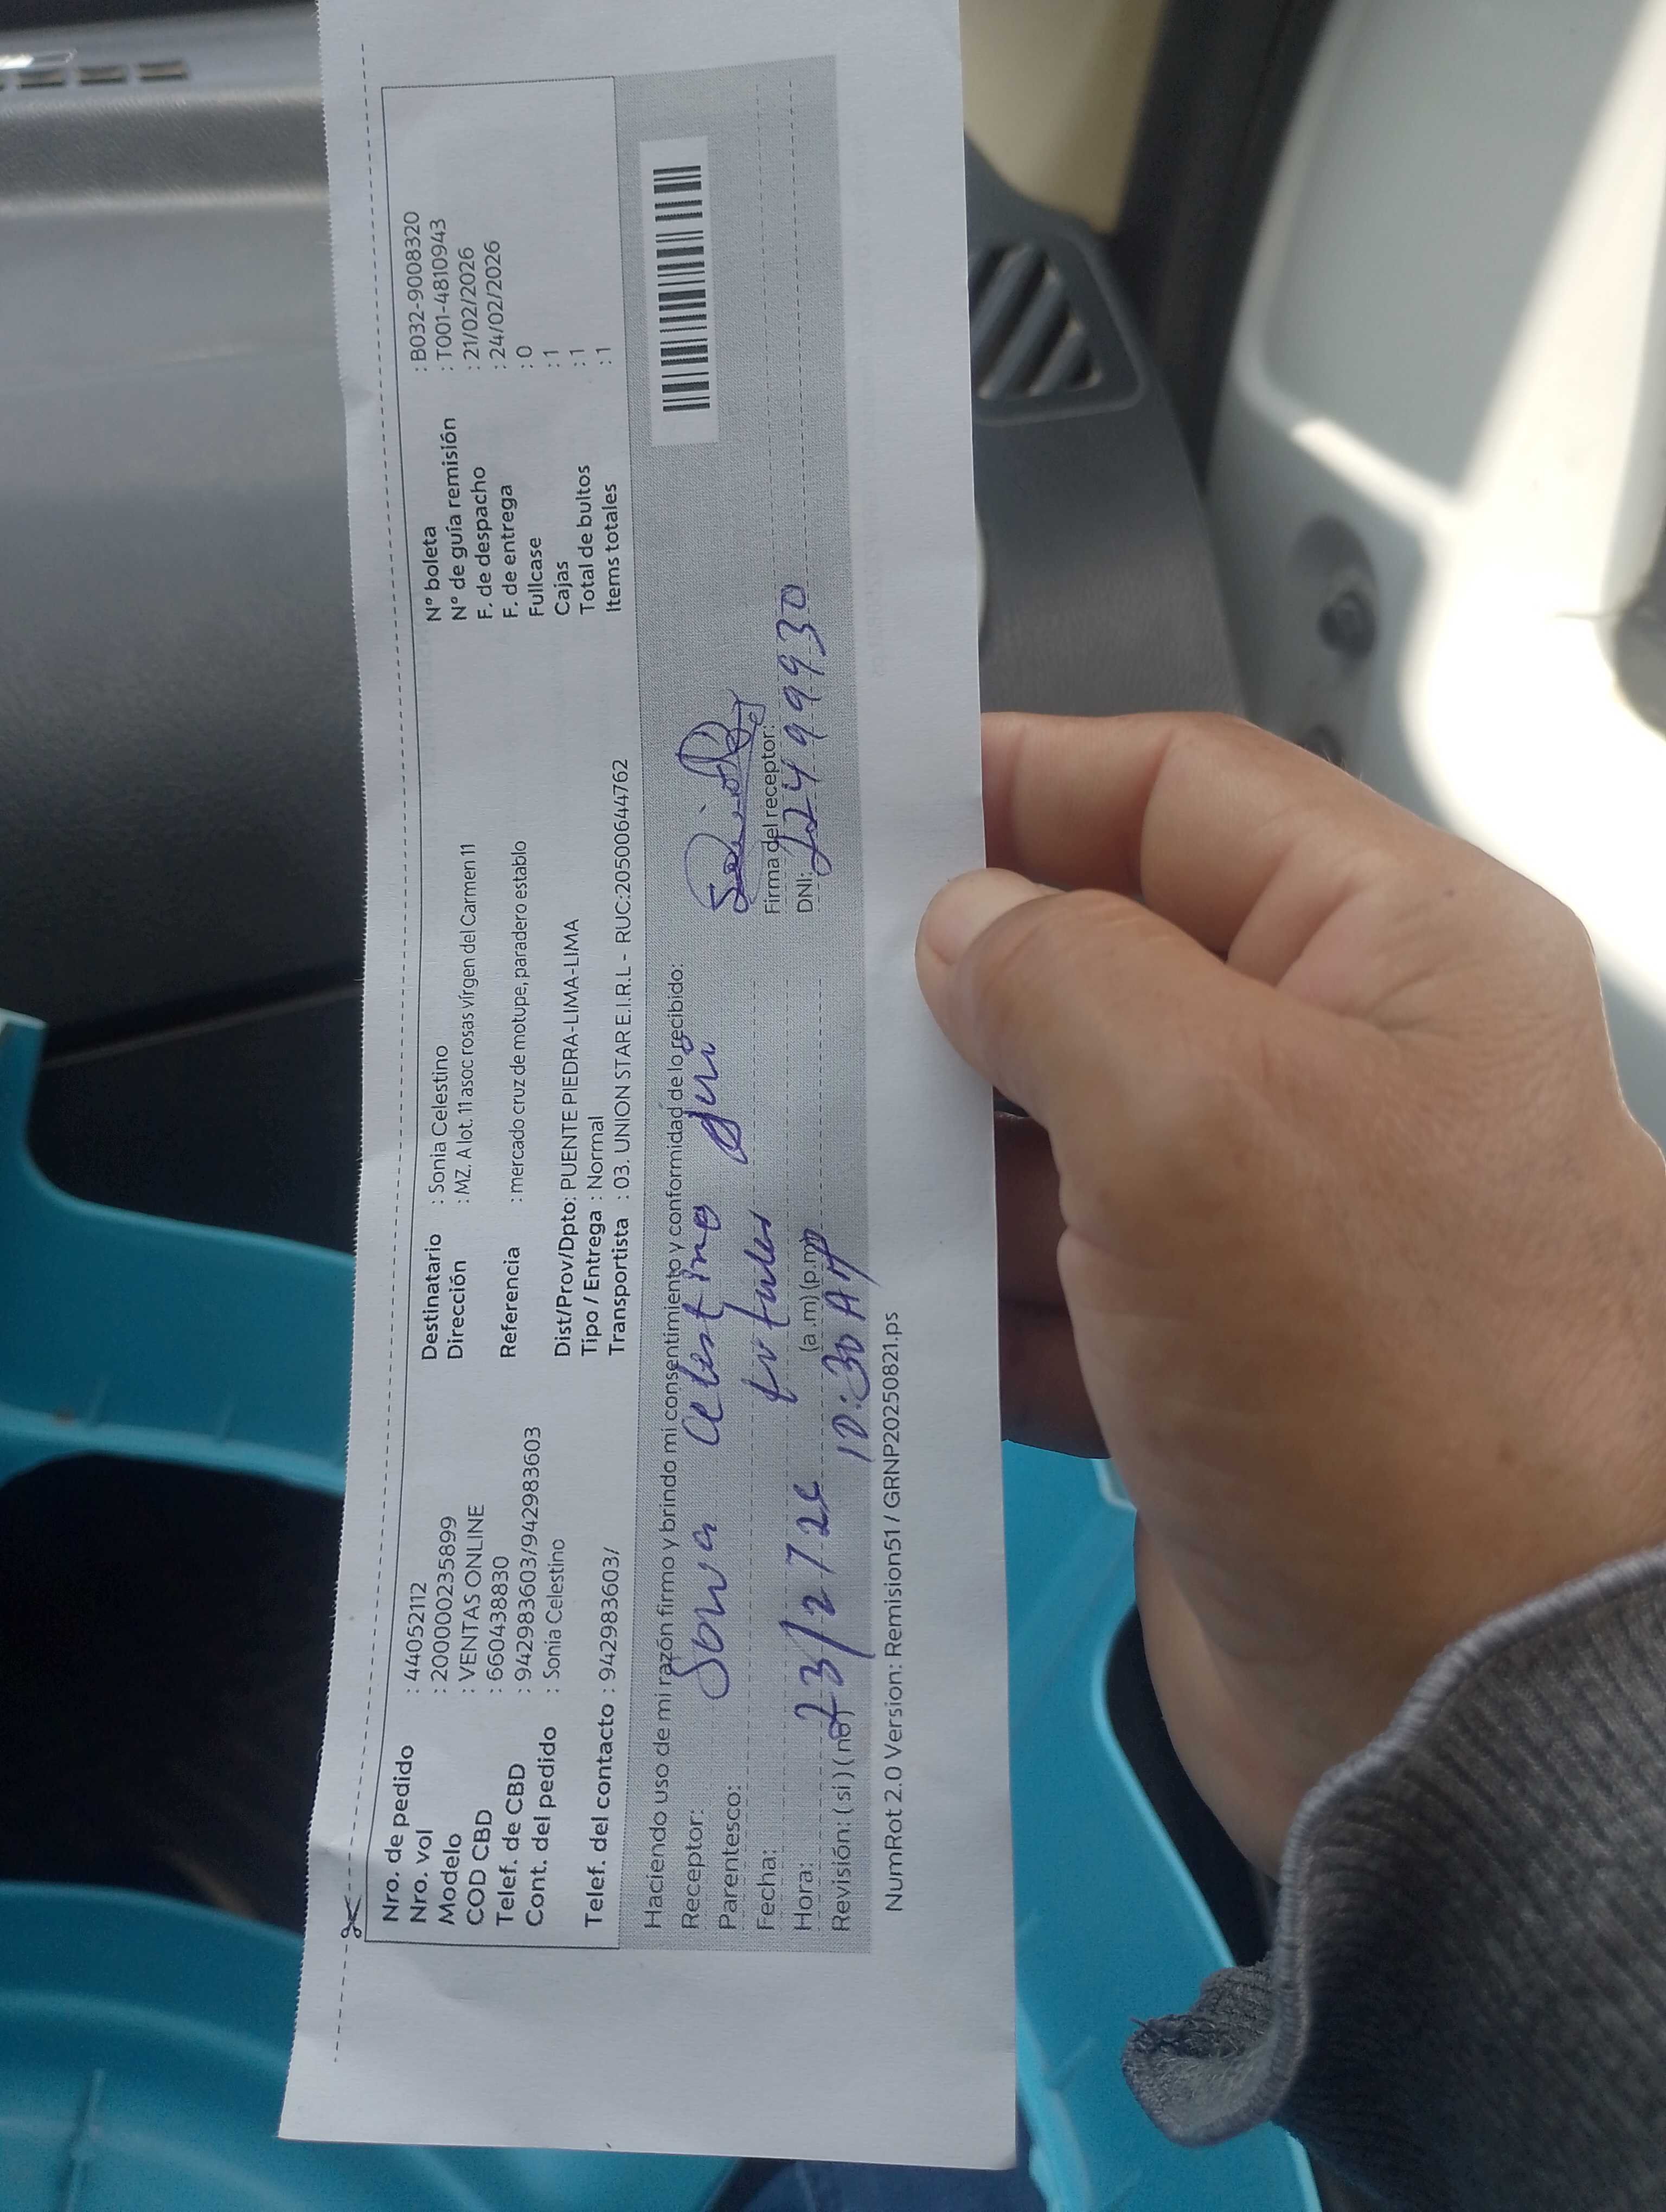 Nro. de pedido : 44052112
Nro. vol : 200000235899
Modelo : VENTAS ONLINE
COD CBD : 660438830
Telef. de CBD : 942983603/942983603
Cont. del pedido : Sonia Celestino
Telef. del contacto : 942983603/
Destinatario : Sonia Celestino
Dirección : MZ. A lot. 11 asoc rosas vírgen del Carmen 11
Referencia : mercado cruz de motupe, paradero establo
Dist/Prov/Dpto: PUENTE PIEDRA-LIMA-LIMA
Tipo / Entrega : Normal
Transportista : 03. UNION STAR E.I.R.L - RUC:20500644762
N° boleta : B032-9008320
N° de guía remisión : T001-4810943
F. de despacho : 21/02/2026
F. de entrega : 24/02/2026
Fullcase : 0
Cajas : 1
Total de bultos : 1
Items totales : 1
Haciendo uso de mi razón firmo y brindo mi consentimiento y conformidad de lo recibido:
Receptor: Sonia Celestino
Parentesco:
Fecha: 23/2/26
Hora: 10:30 AM (a .m) (p.m)
Revisión: ( si ) ( no )
Firma del receptor:
DNI: 22499930
NumRot 2.0 Version: Remision51 / GRNP20250821.ps